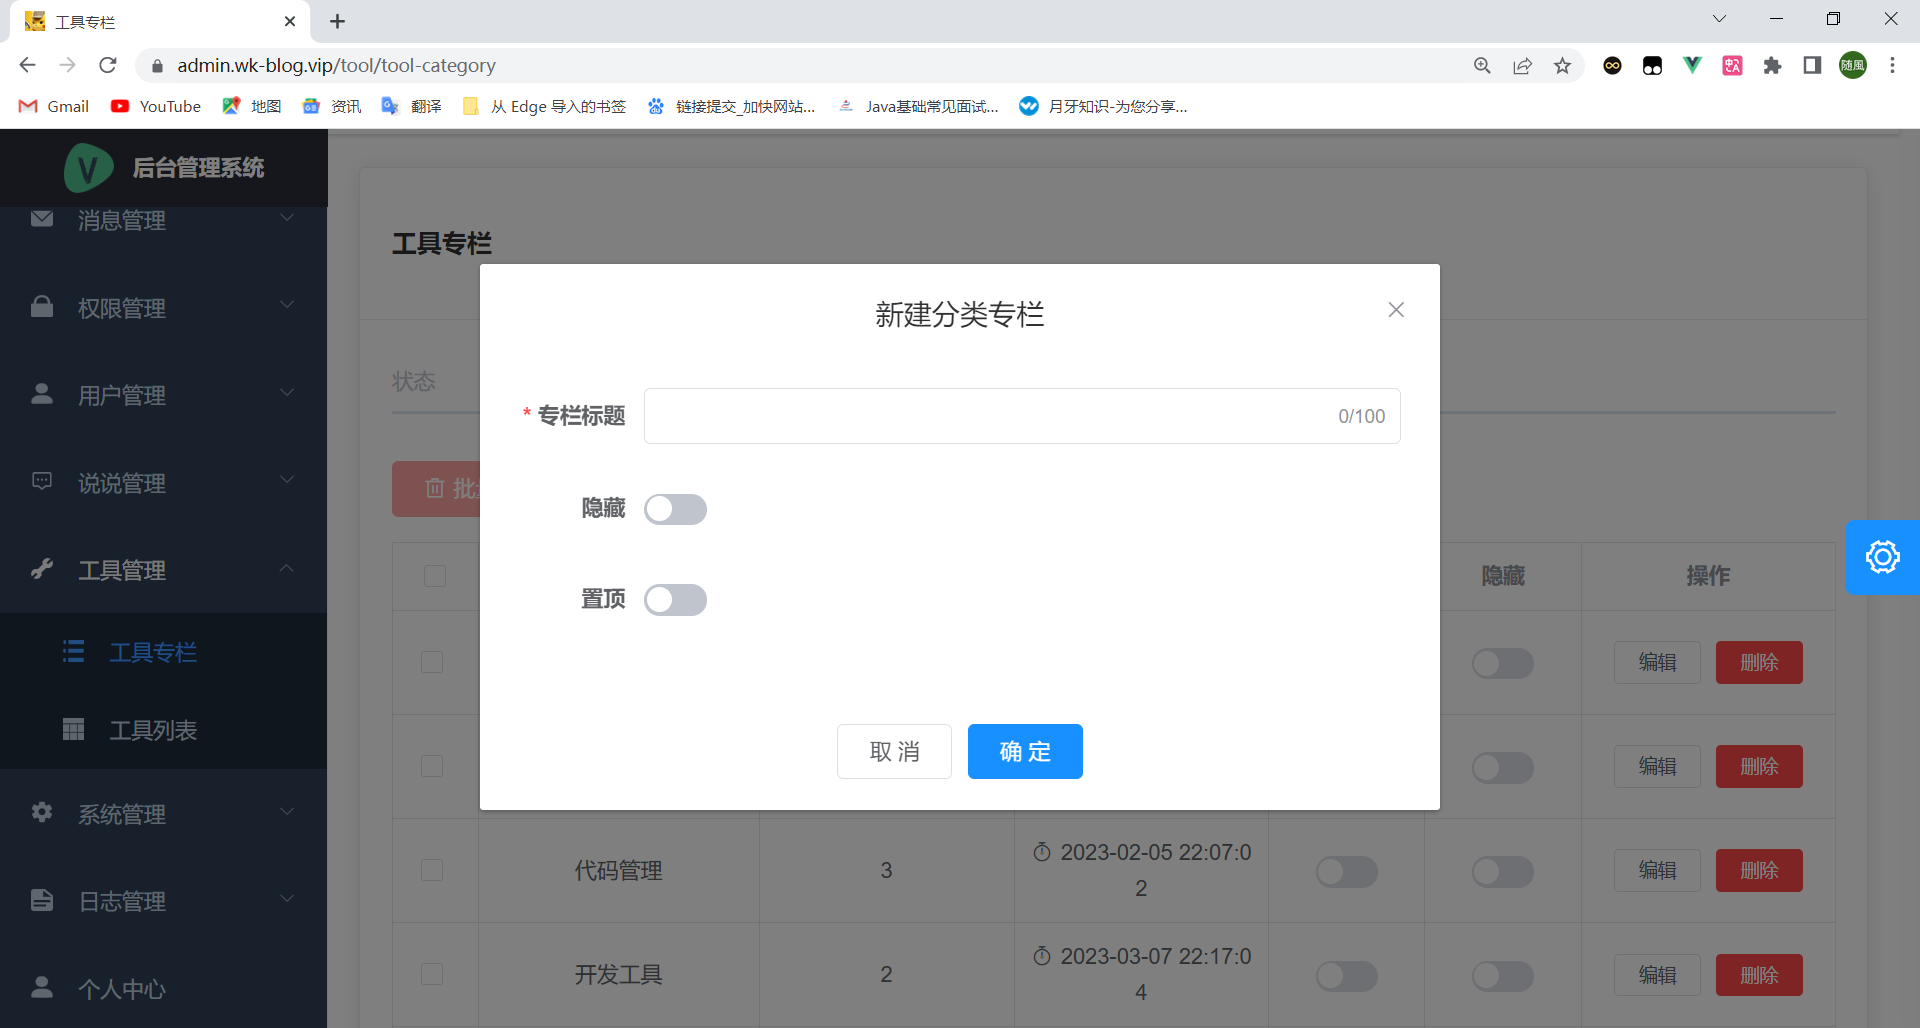 工具专栏
admin.wk-blog.vip/tool/tool-category
随風
Gmail
YouTube
地图
资讯
翻译
从 Edge 导入的书签
链接提交_加快网站...
Java基础常见面试...
月牙知识-为您分享...
V 后台管理系统
消息管理
权限管理
用户管理
说说管理
工具管理
工具专栏
工具列表
系统管理
日志管理
个人中心
工具专栏
状态
批
新建分类专栏
* 专栏标题
0/100
隐藏
置顶
取 消
确 定
隐藏
操作
编辑
删除
编辑
删除
代码管理
3
2023-02-05 22:07:0
2
编辑
删除
开发工具
2
2023-03-07 22:17:0
4
编辑
删除